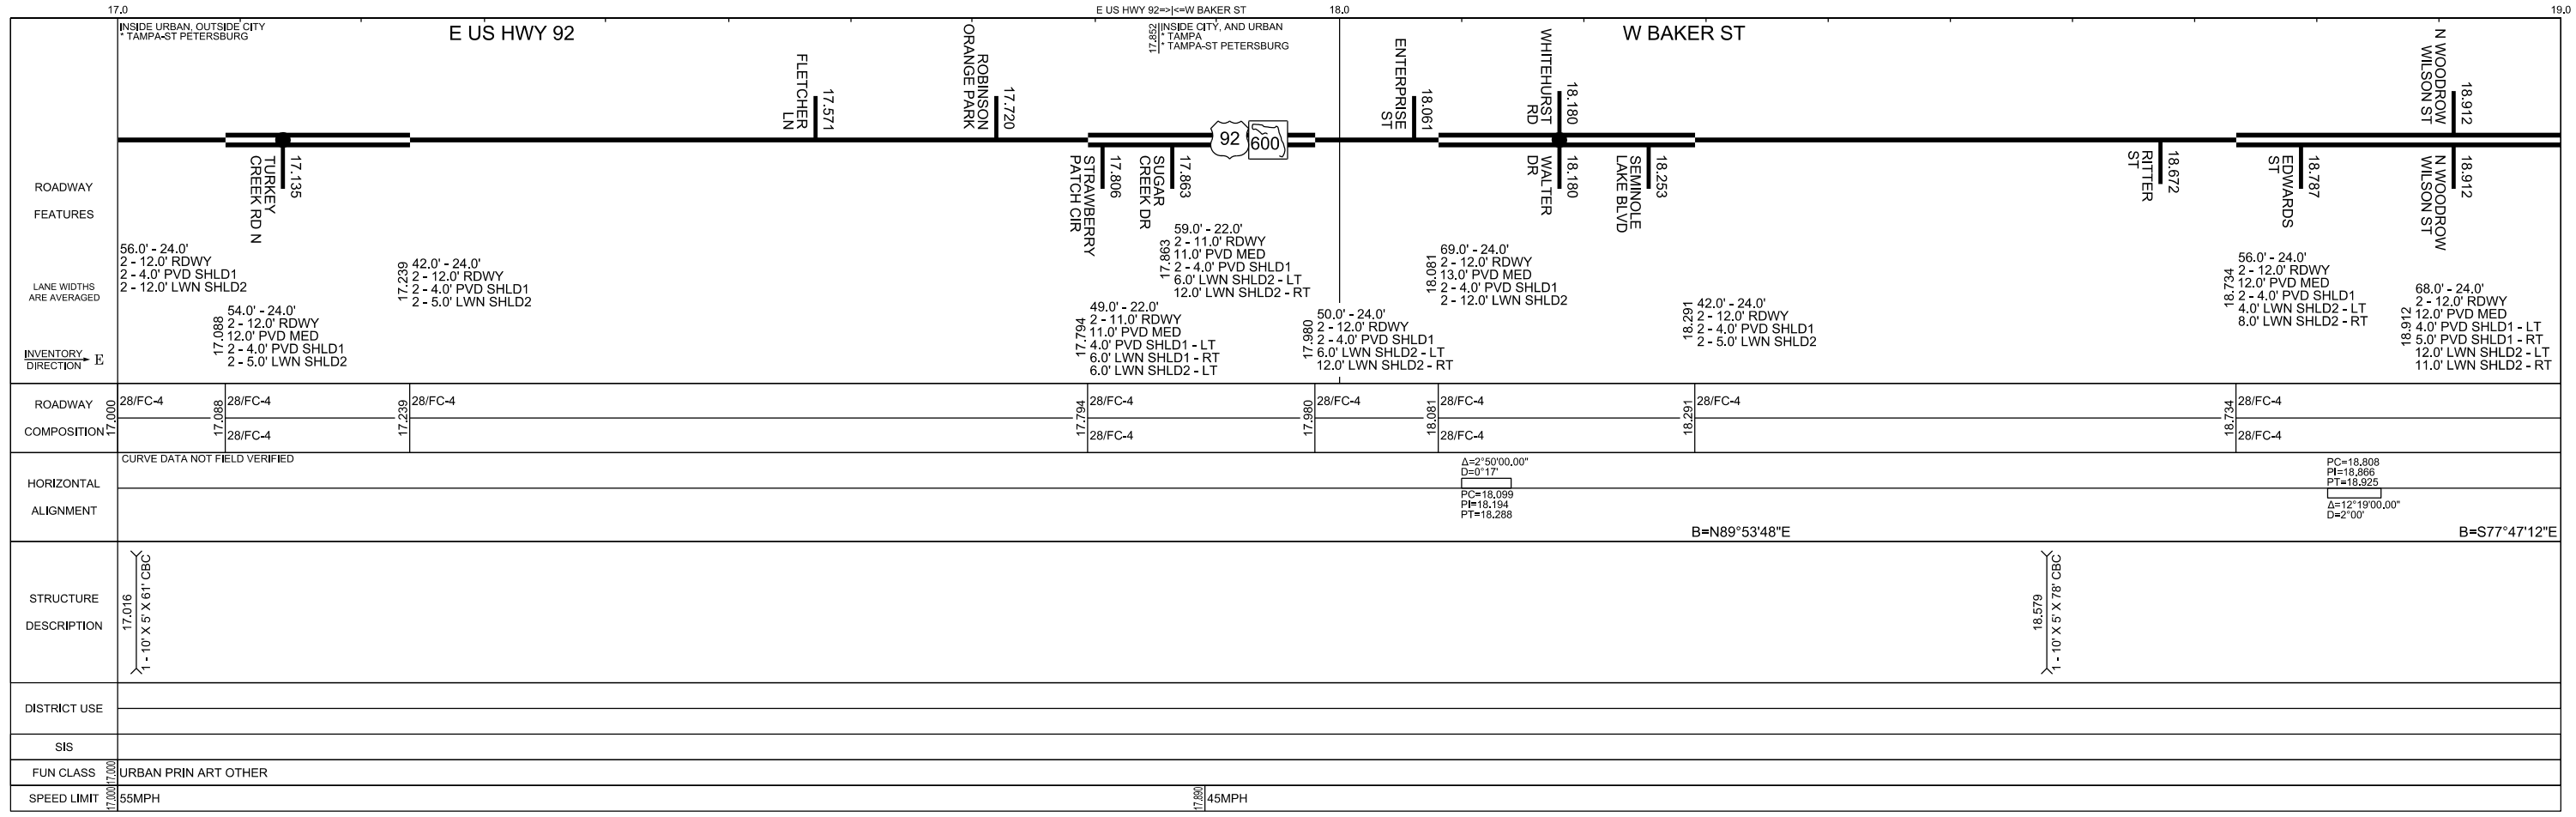 17.0
E US HWY 92=>|<=W BAKER ST
18.0
19.0
INSIDE URBAN, OUTSIDE CITY
* TAMPA-ST PETERSBURG
E US HWY 92
17.852
INSIDE CITY, AND URBAN
* TAMPA
* TAMPA-ST PETERSBURG
W BAKER ST
FLETCHER
LN
17.571
ROBINSON
ORANGE PARK
17.720
ENTERPRISE
ST
18.061
WHITEHURST
RD
18.180
N WOODROW
WILSON ST
18.912
92
600
17.135
TURKEY
CREEK RD N
17.806
STRAWBERRY
PATCH CIR
17.863
SUGAR
CREEK DR
18.180
WALTER
DR
18.253
SEMINOLE
LAKE BLVD
18.672
RITTER
ST
18.787
EDWARDS
ST
18.912
N WOODROW
WILSON ST
ROADWAY
FEATURES
LANE WIDTHS
ARE AVERAGED
INVENTORY
DIRECTION
E
56.0' - 24.0'
2 - 12.0' RDWY
2 - 4.0' PVD SHLD1
2 - 12.0' LWN SHLD2
17.088
54.0' - 24.0'
2 - 12.0' RDWY
12.0' PVD MED
2 - 4.0' PVD SHLD1
2 - 5.0' LWN SHLD2
17.239
42.0' - 24.0'
2 - 12.0' RDWY
2 - 4.0' PVD SHLD1
2 - 5.0' LWN SHLD2
17.794
49.0' - 22.0'
2 - 11.0' RDWY
11.0' PVD MED
4.0' PVD SHLD1 - LT
6.0' LWN SHLD1 - RT
6.0' LWN SHLD2 - LT
17.863
59.0' - 22.0'
2 - 11.0' RDWY
11.0' PVD MED
2 - 4.0' PVD SHLD1
6.0' LWN SHLD2 - LT
12.0' LWN SHLD2 - RT
17.980
50.0' - 24.0'
2 - 12.0' RDWY
2 - 4.0' PVD SHLD1
6.0' LWN SHLD2 - LT
12.0' LWN SHLD2 - RT
18.081
69.0' - 24.0'
2 - 12.0' RDWY
13.0' PVD MED
2 - 4.0' PVD SHLD1
2 - 12.0' LWN SHLD2
18.291
42.0' - 24.0'
2 - 12.0' RDWY
2 - 4.0' PVD SHLD1
2 - 5.0' LWN SHLD2
18.734
56.0' - 24.0'
2 - 12.0' RDWY
12.0' PVD MED
2 - 4.0' PVD SHLD1
4.0' LWN SHLD2 - LT
8.0' LWN SHLD2 - RT
18.912
68.0' - 24.0'
2 - 12.0' RDWY
12.0' PVD MED
4.0' PVD SHLD1 - LT
5.0' PVD SHLD1 - RT
12.0' LWN SHLD2 - LT
11.0' LWN SHLD2 - RT
ROADWAY
COMPOSITION
17.000
28/FC-4
17.088
28/FC-4
28/FC-4
17.239
28/FC-4
17.794
28/FC-4
28/FC-4
17.980
28/FC-4
18.081
28/FC-4
28/FC-4
18.291
28/FC-4
18.734
28/FC-4
28/FC-4
HORIZONTAL
ALIGNMENT
CURVE DATA NOT FIELD VERIFIED
Δ=2°50'00.00"
D=0°17'
PC=18.099
PI=18.194
PT=18.288
B=N89°53'48"E
PC=18.808
PI=18.866
PT=18.925
Δ=12°19'00.00"
D=2°00'
B=S77°47'12"E
STRUCTURE
DESCRIPTION
17.016
1 - 10' X 5' X 61' CBC
18.579
1 - 10' X 5' X 78' CBC
DISTRICT USE
SIS
FUN CLASS
17.000
URBAN PRIN ART OTHER
SPEED LIMIT
17.000
55MPH
17.890
45MPH